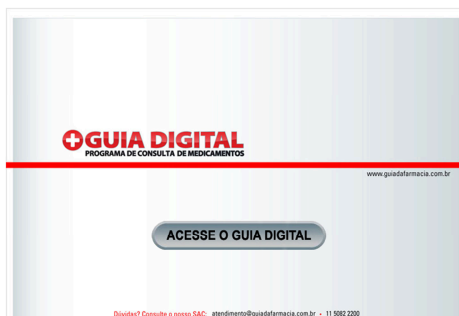 GUIA DIGITAL
PROGRAMA DE CONSULTA DE MEDICAMENTOS
www.guiadafarmacia.com.br
ACESSE O GUIA DIGITAL
Dúvidas? Consulte o nosso SAC: atendimento@guiadafarmacia.com.br • 11 5082 2200